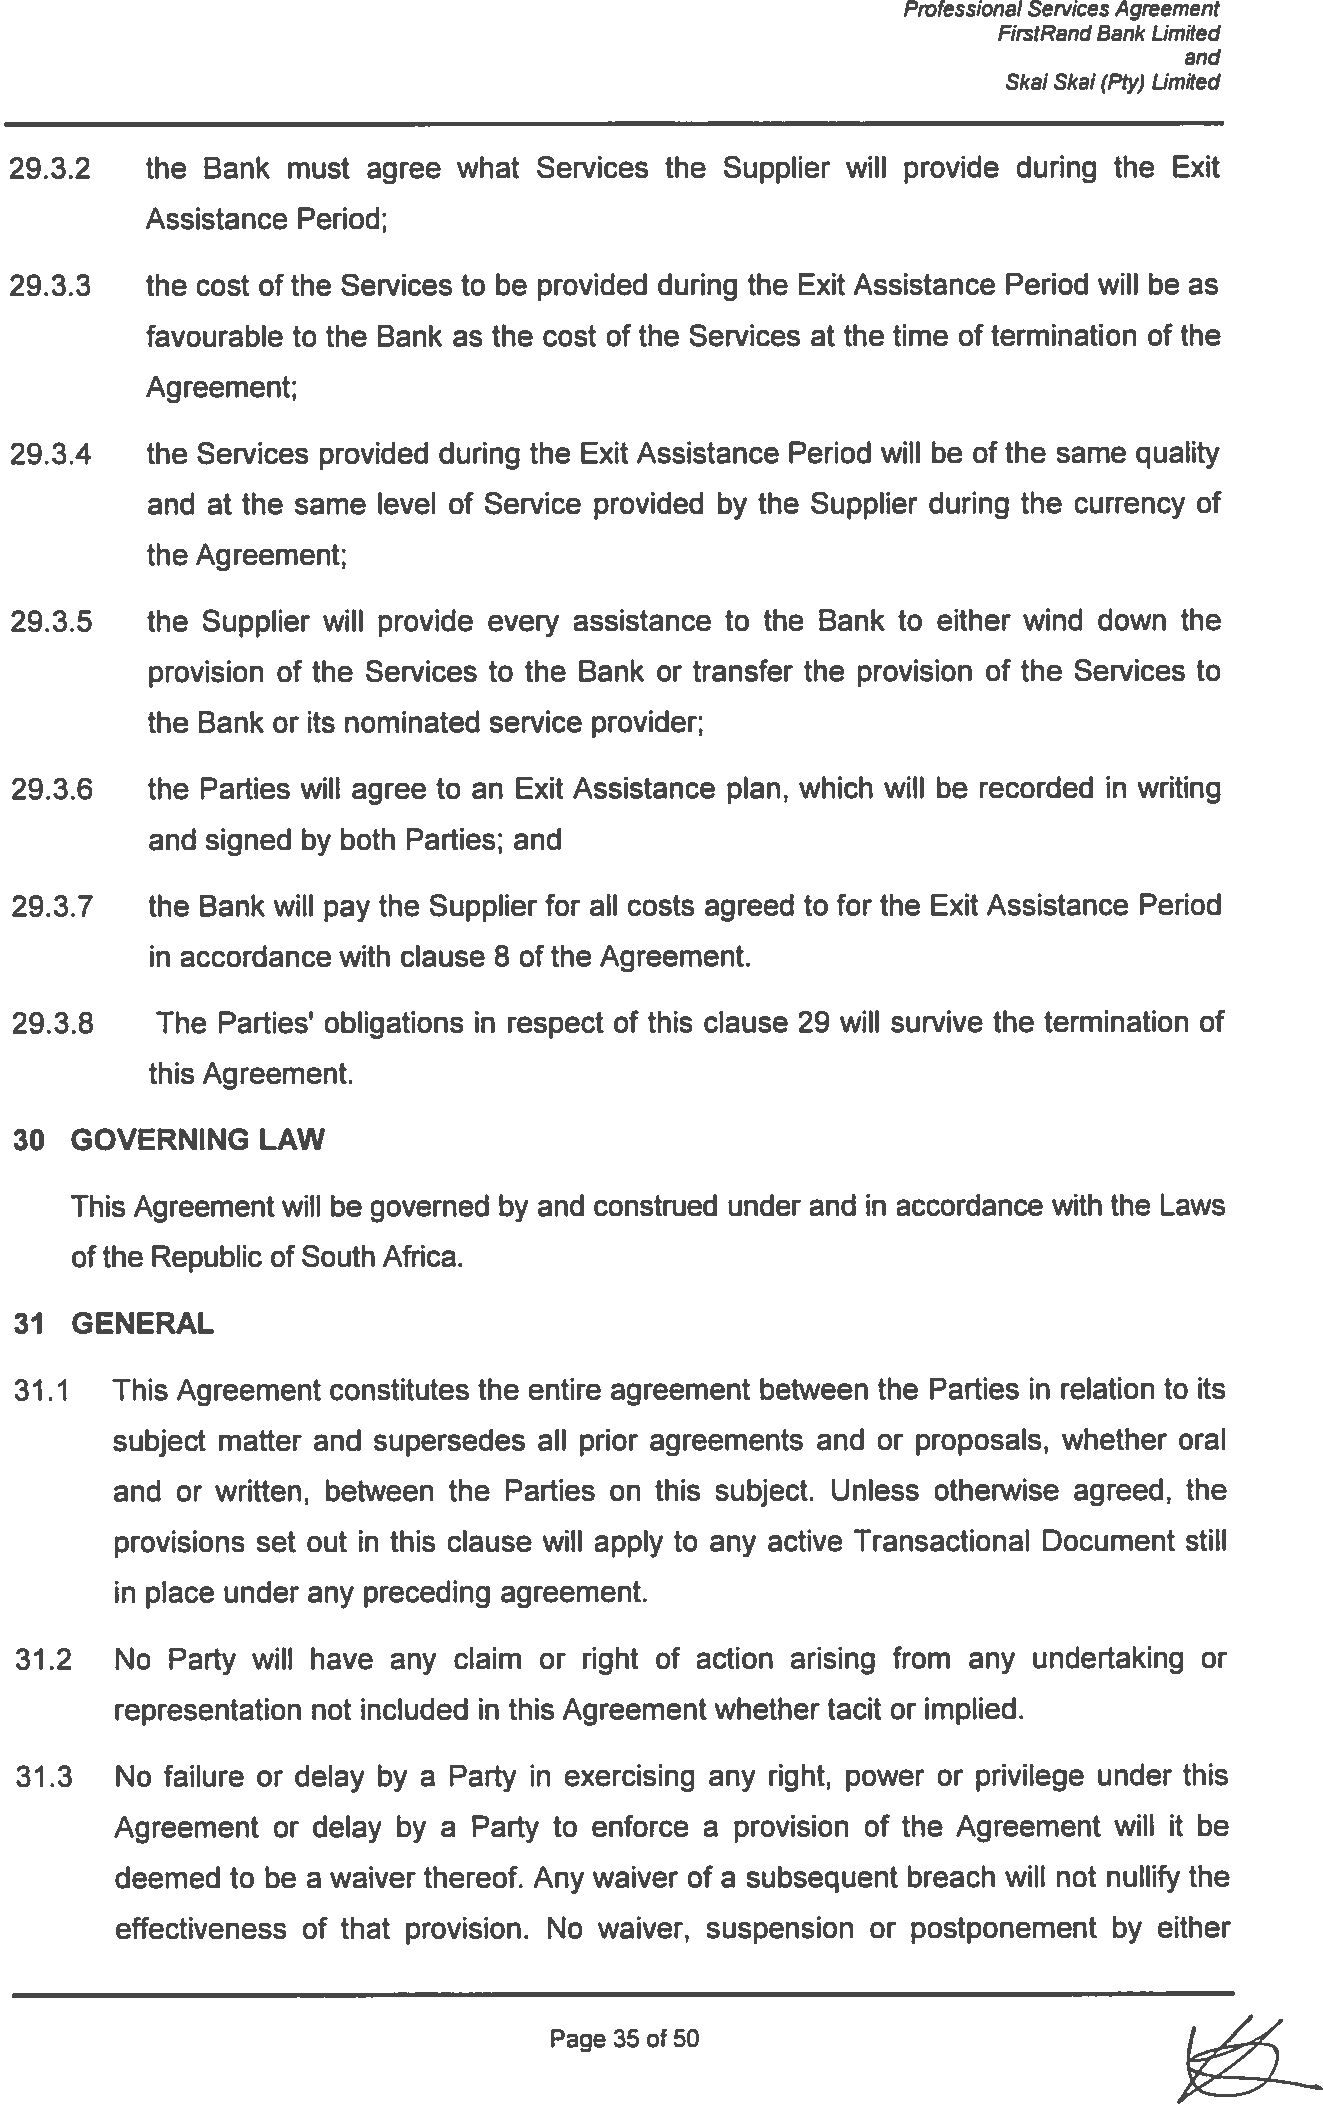 Professional Services Agreement
FirstRand Bank Limited
and
Skai Skai (Pty) Limited
29.3.2 the Bank must agree what Services the Supplier will provide during the Exit
Assistance Period;
29.3.3 the cost of the Services to be provided during the Exit Assistance Period will be as
favourable to the Bank as the cost of the Services at the time of termination of the
Agreement;
29.3.4 the Services provided during the Exit Assistance Period will be of the same quality
and at the same level of Service provided by the Supplier during the currency of
the Agreement;
29.3.5 the Supplier will provide every assistance to the Bank to either wind down the
provision of the Services to the Bank or transfer the provision of the Services to
the Bank or its nominated service provider;
29.3.6 the Parties will agree to an Exit Assistance plan, which will be recorded in writing
and signed by both Parties; and
29.3.7 the Bank will pay the Supplier for all costs agreed to for the Exit Assistance Period
in accordance with clause 8 of the Agreement.
29.3.8 The Parties' obligations in respect of this clause 29 will survive the termination of
this Agreement.
30 GOVERNING LAW
This Agreement will be governed by and construed under and in accordance with the Laws
of the Republic of South Africa.
31 GENERAL
31.1 This Agreement constitutes the entire agreement between the Parties in relation to its
subject matter and supersedes all prior agreements and or proposals, whether oral
and or written, between the Parties on this subject. Unless otherwise agreed, the
provisions set out in this clause will apply to any active Transactional Document still
in place under any preceding agreement.
31.2 No Party will have any claim or right of action arising from any undertaking or
representation not included in this Agreement whether tacit or implied.
31.3 No failure or delay by a Party in exercising any right, power or privilege under this
Agreement or delay by a Party to enforce a provision of the Agreement will it be
deemed to be a waiver thereof. Any waiver of a subsequent breach will not nullify the
effectiveness of that provision. No waiver, suspension or postponement by either
Page 35 of 50